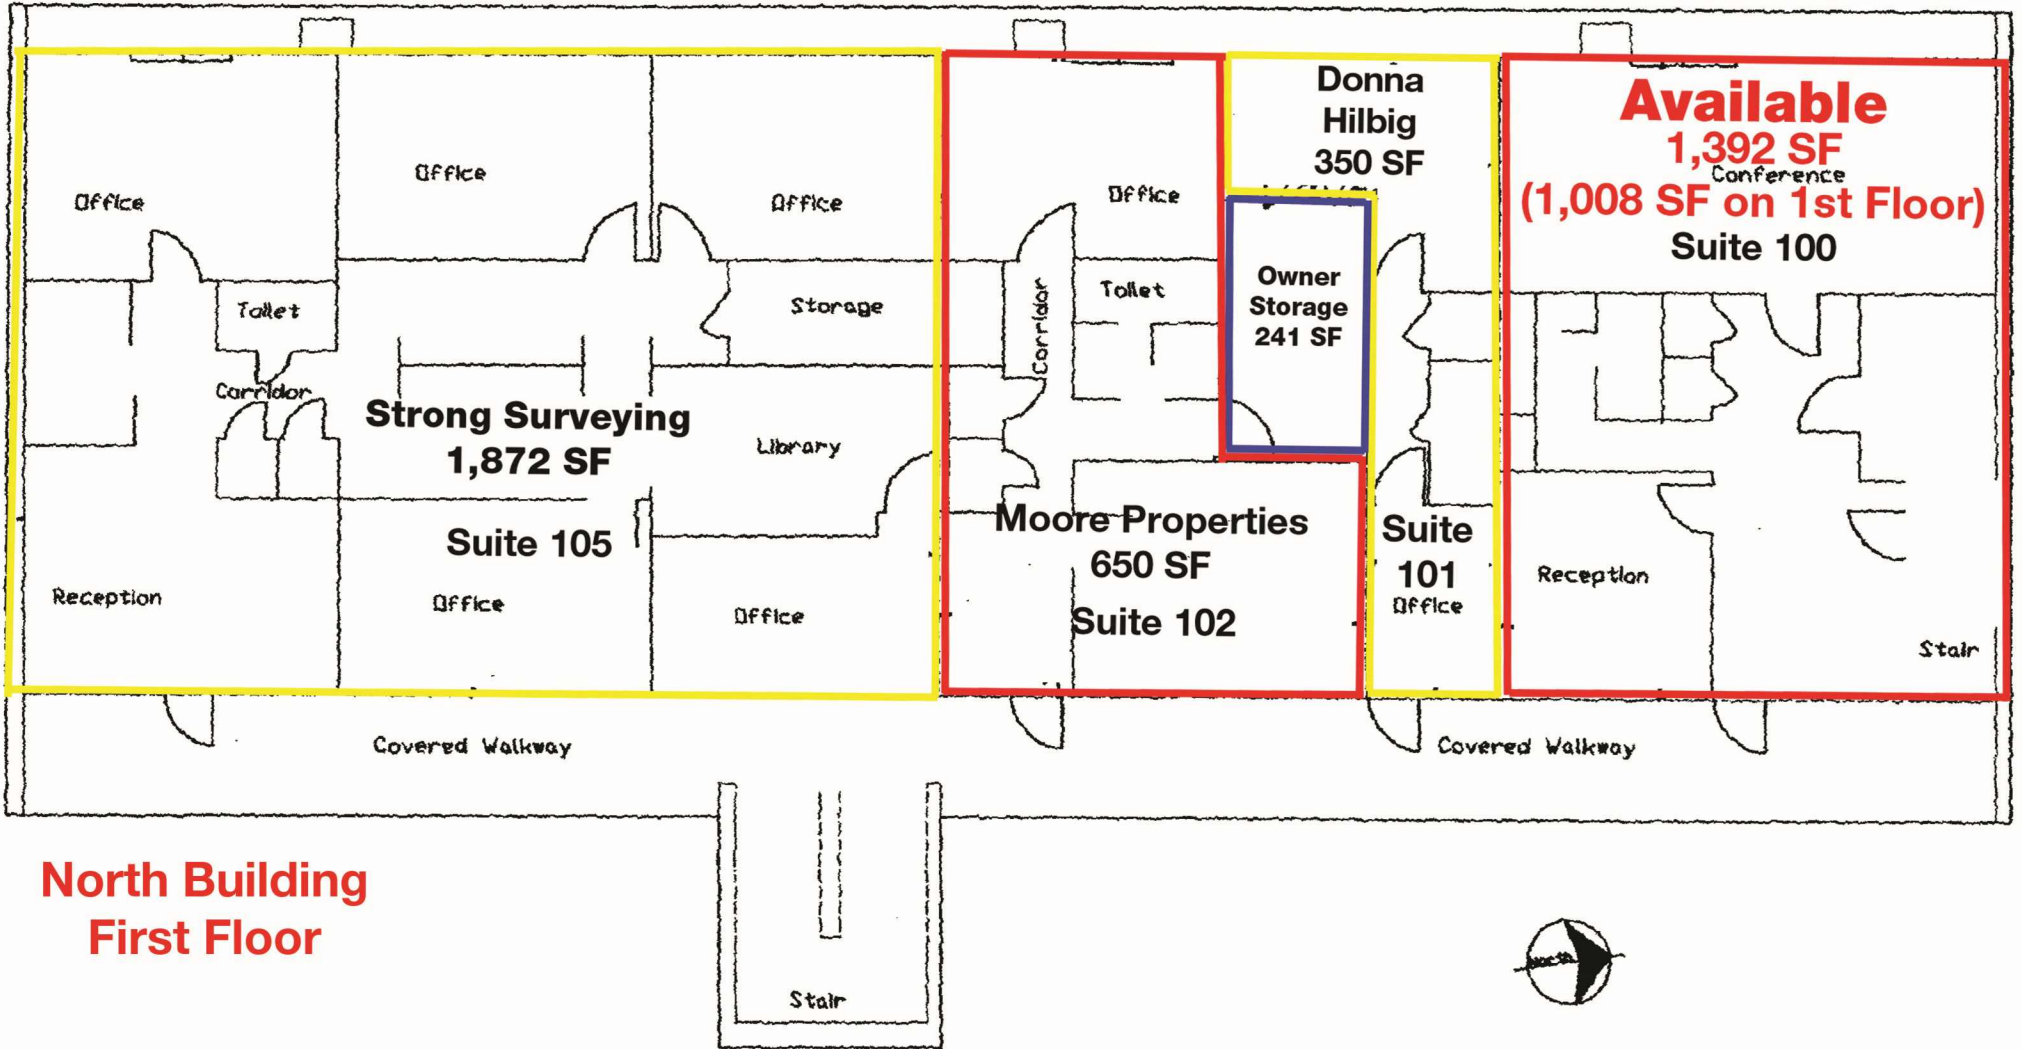 Office
Office
Office
Toilet
Storage
Corridor
Strong Surveying
1,872 SF
Library
Suite 105
Reception
Office
Office
Office
Toilet
Corridor
Moore Properties
650 SF
Suite 102
Donna
Hilbig
350 SF
Owner
Storage
241 SF
Suite
101
Office
Available
1,392 SF
Conference
(1,008 SF on 1st Floor)
Suite 100
Reception
Stair
Covered Walkway
Covered Walkway
North Building
First Floor
Stair
North